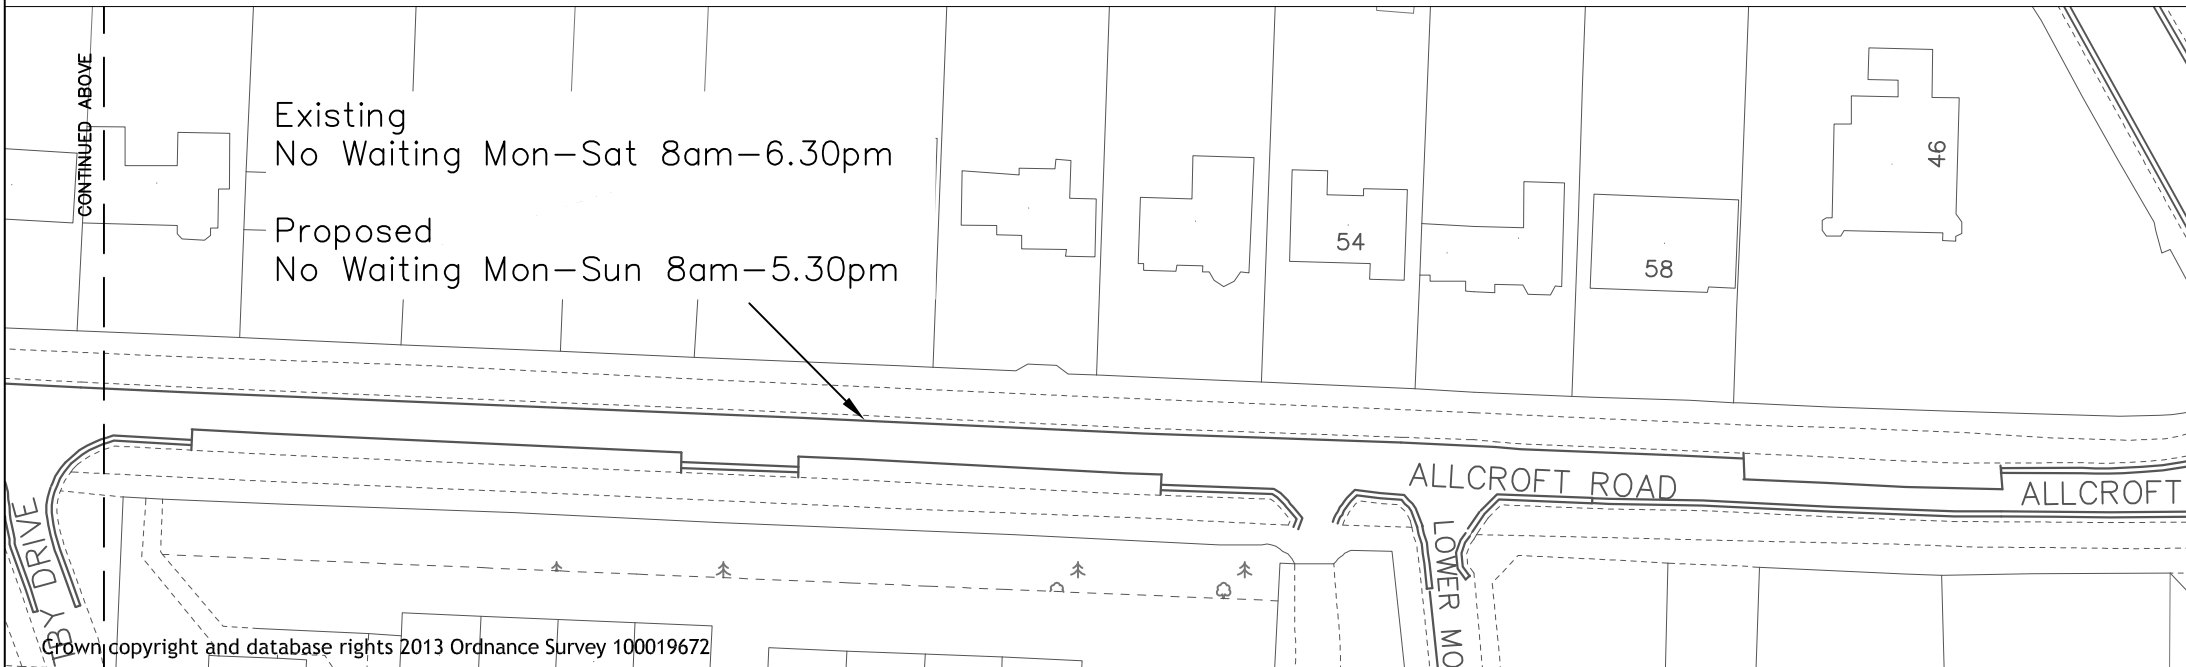 CONTINUED ABOVE
Existing
No Waiting Mon-Sat 8am-6.30pm
Proposed
No Waiting Mon-Sun 8am-5.30pm
46
54
58
ALLCROFT ROAD
ALLCROFT
BY DRIVE
LOWER MO
Crown copyright and database rights 2013 Ordnance Survey 100019672